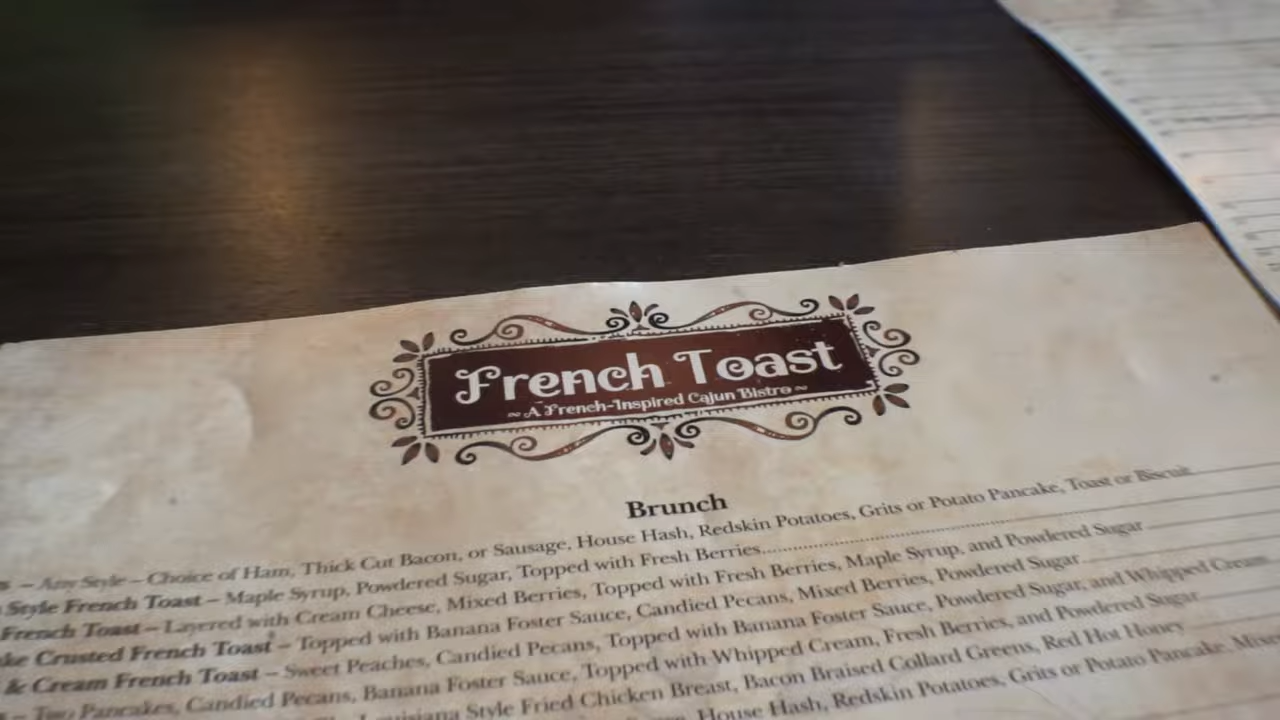 French Toast
~ A French-Inspired Cajun Bistro ~
Brunch
– Any Style – Choice of Ham, Thick Cut Bacon, or Sausage, House Hash, Redskin Potatoes, Grits or Potato Pancake, Toast or Biscuit
Style French Toast – Maple Syrup, Powdered Sugar, Topped with Fresh Berries
French Toast – Layered with Cream Cheese, Mixed Berries, Topped with Fresh Berries, Maple Syrup, and Powdered Sugar
Crusted French Toast – Topped with Banana Foster Sauce, Candied Pecans, Mixed Berries, Powdered Sugar
& Cream French Toast – Sweet Peaches, Candied Pecans, Topped with Banana Foster Sauce, Powdered Sugar, and Whipped Cream
– Two Pancakes, Candied Pecans, Banana Foster Sauce, Topped with Whipped Cream, Fresh Berries, and Powdered Sugar
Louisiana Style Fried Chicken Breast, Bacon Braised Collard Greens, Red Hot Honey
House Hash, Redskin Potatoes, Grits or Potato Pancake,